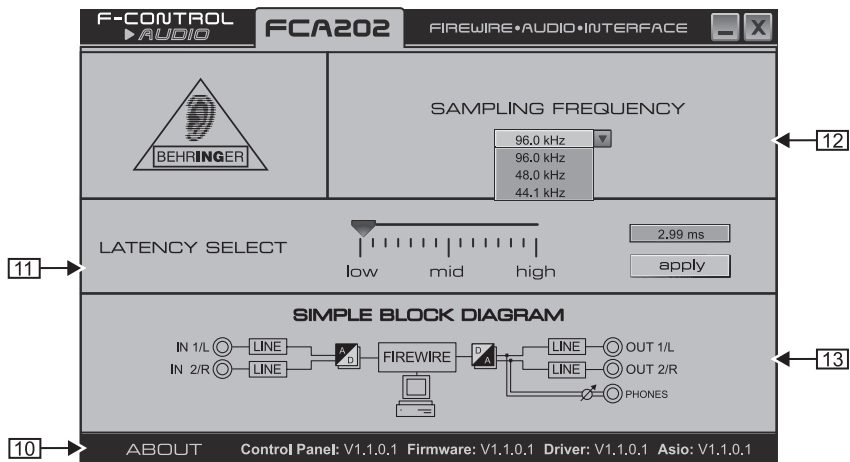 F-CONTROL
AUDIO
FCA202
FIREWIRE•AUDIO•INTERFACE
X
BEHRINGER
SAMPLING FREQUENCY
96.0 kHz
96.0 kHz
48.0 kHz
44.1 kHz
12
LATENCY SELECT
low mid high
2.99 ms
apply
11
SIMPLE BLOCK DIAGRAM
IN 1/L LINE A/D FIREWIRE D/A LINE OUT 1/L
IN 2/R LINE LINE OUT 2/R
PHONES
13
10
ABOUT Control Panel: V1.1.0.1 Firmware: V1.1.0.1 Driver: V1.1.0.1 Asio: V1.1.0.1